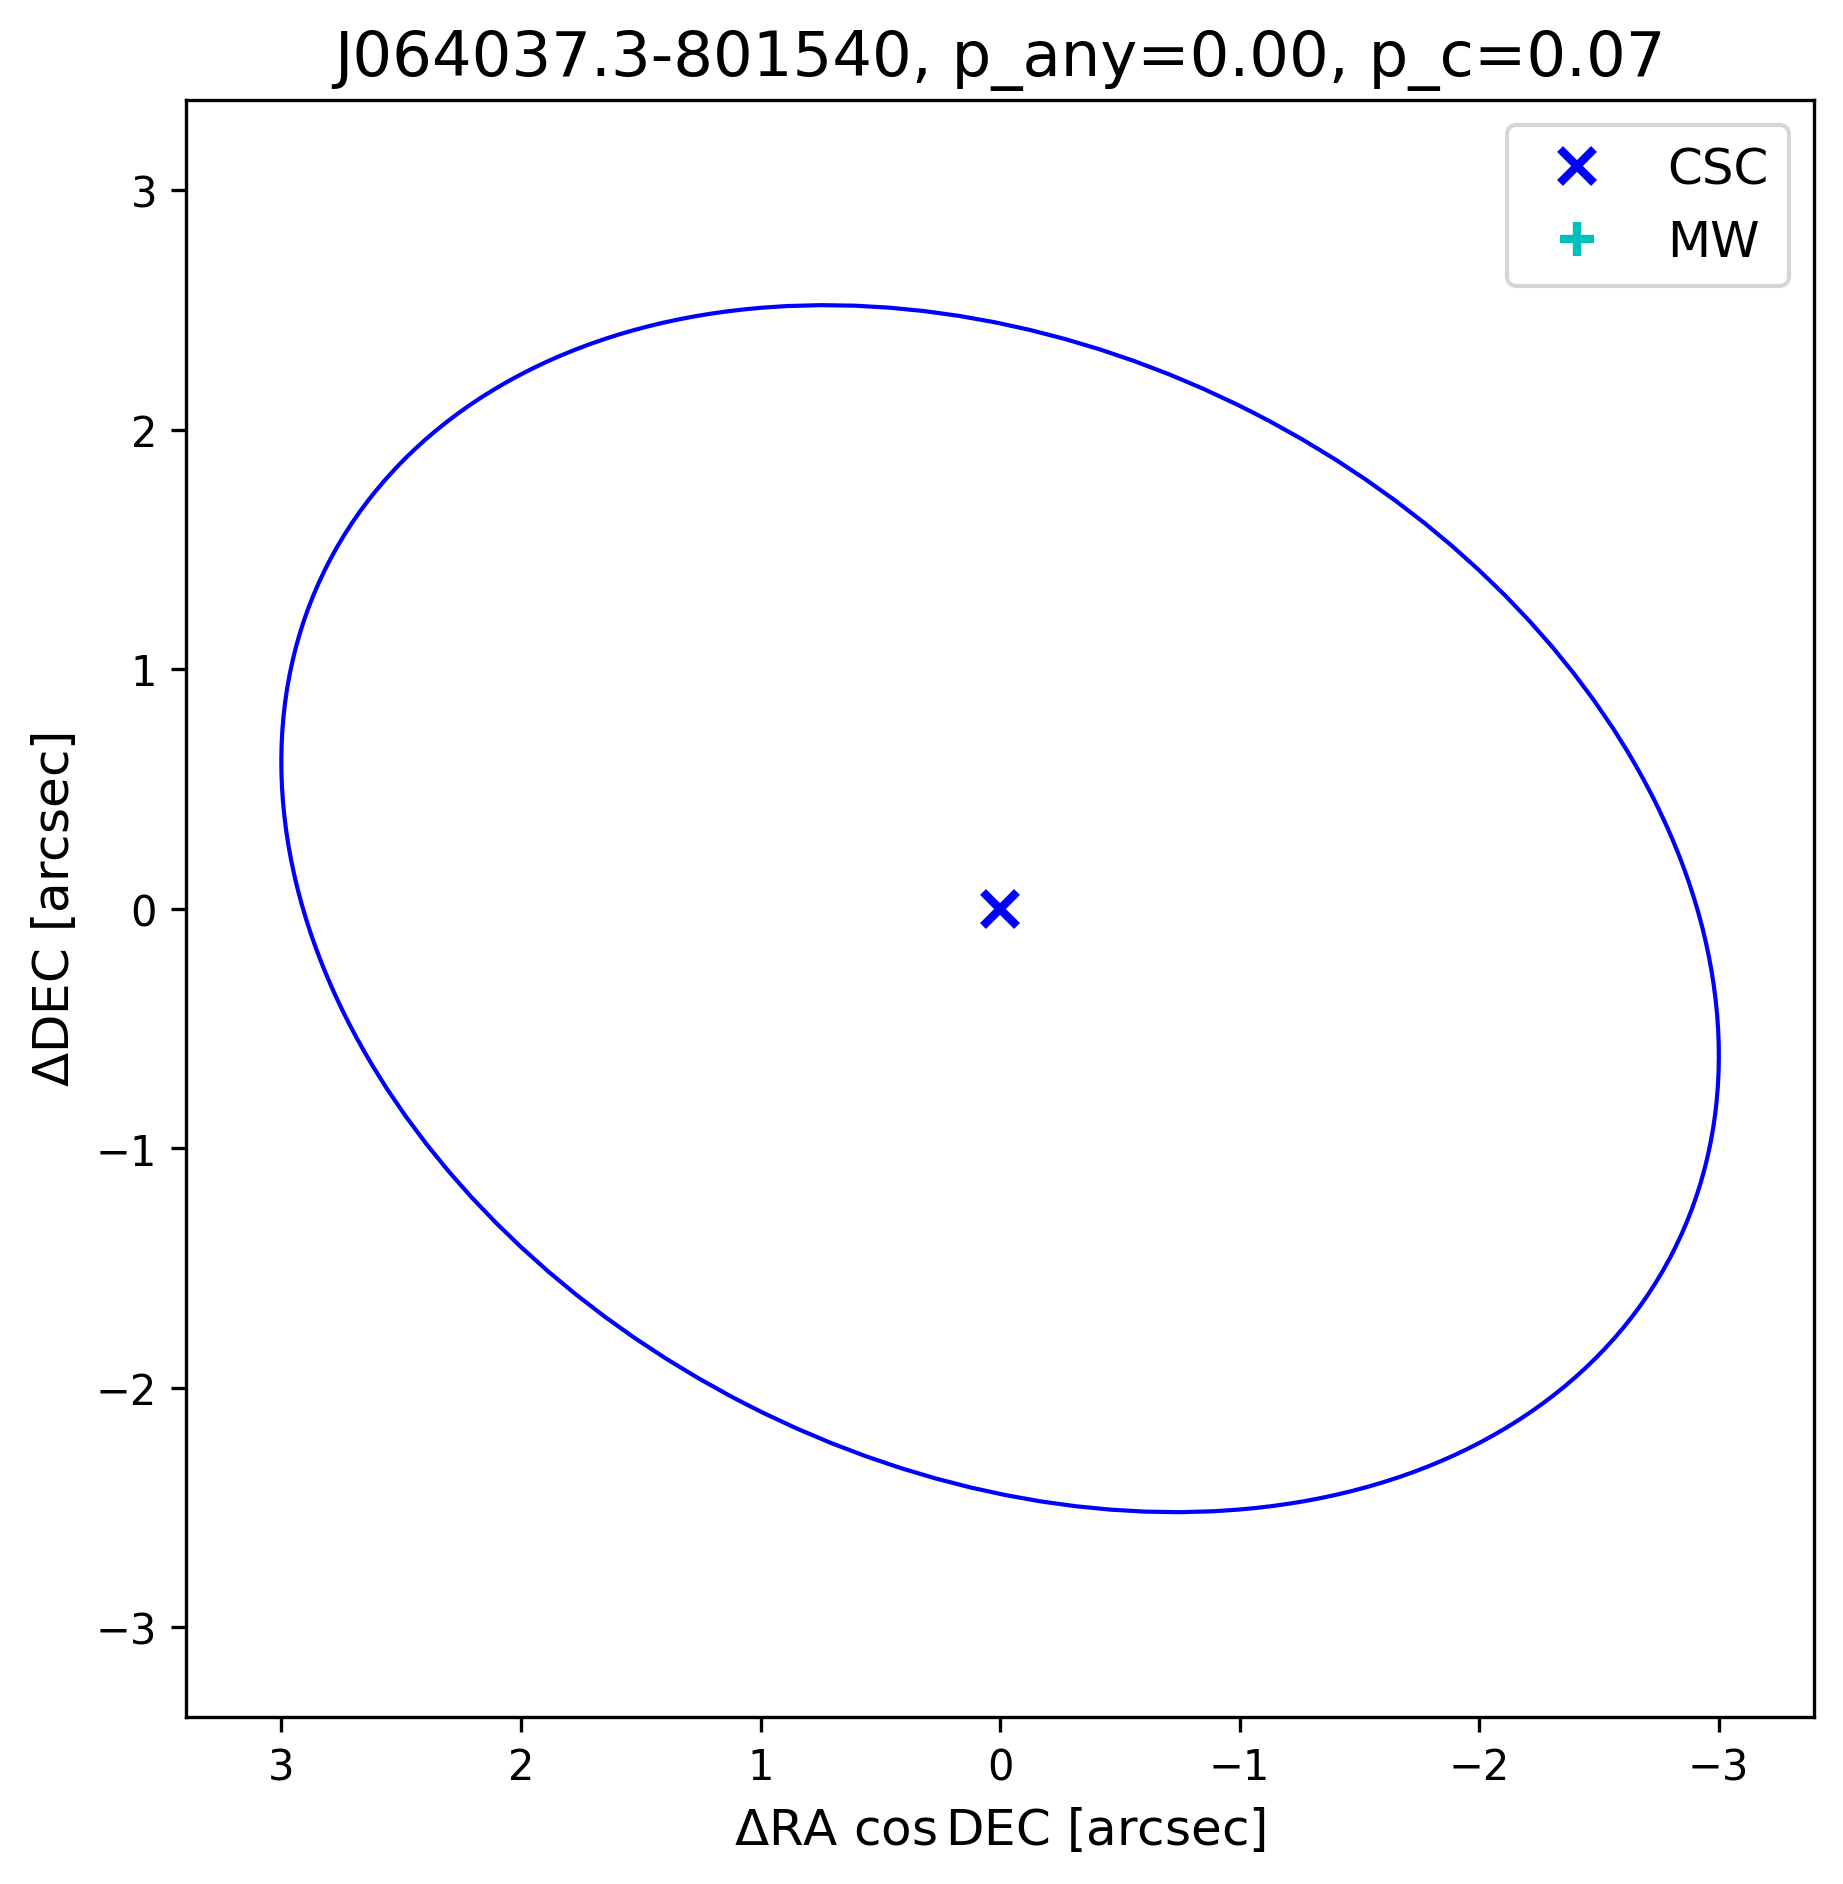 J064037.3-801540, p_any=0.00, p_c=0.07
CSC
MW
3
2
1
0
−1
−2
−3
ΔDEC [arcsec]
3 2 1 0 −1 −2 −3
ΔRA cos DEC [arcsec]